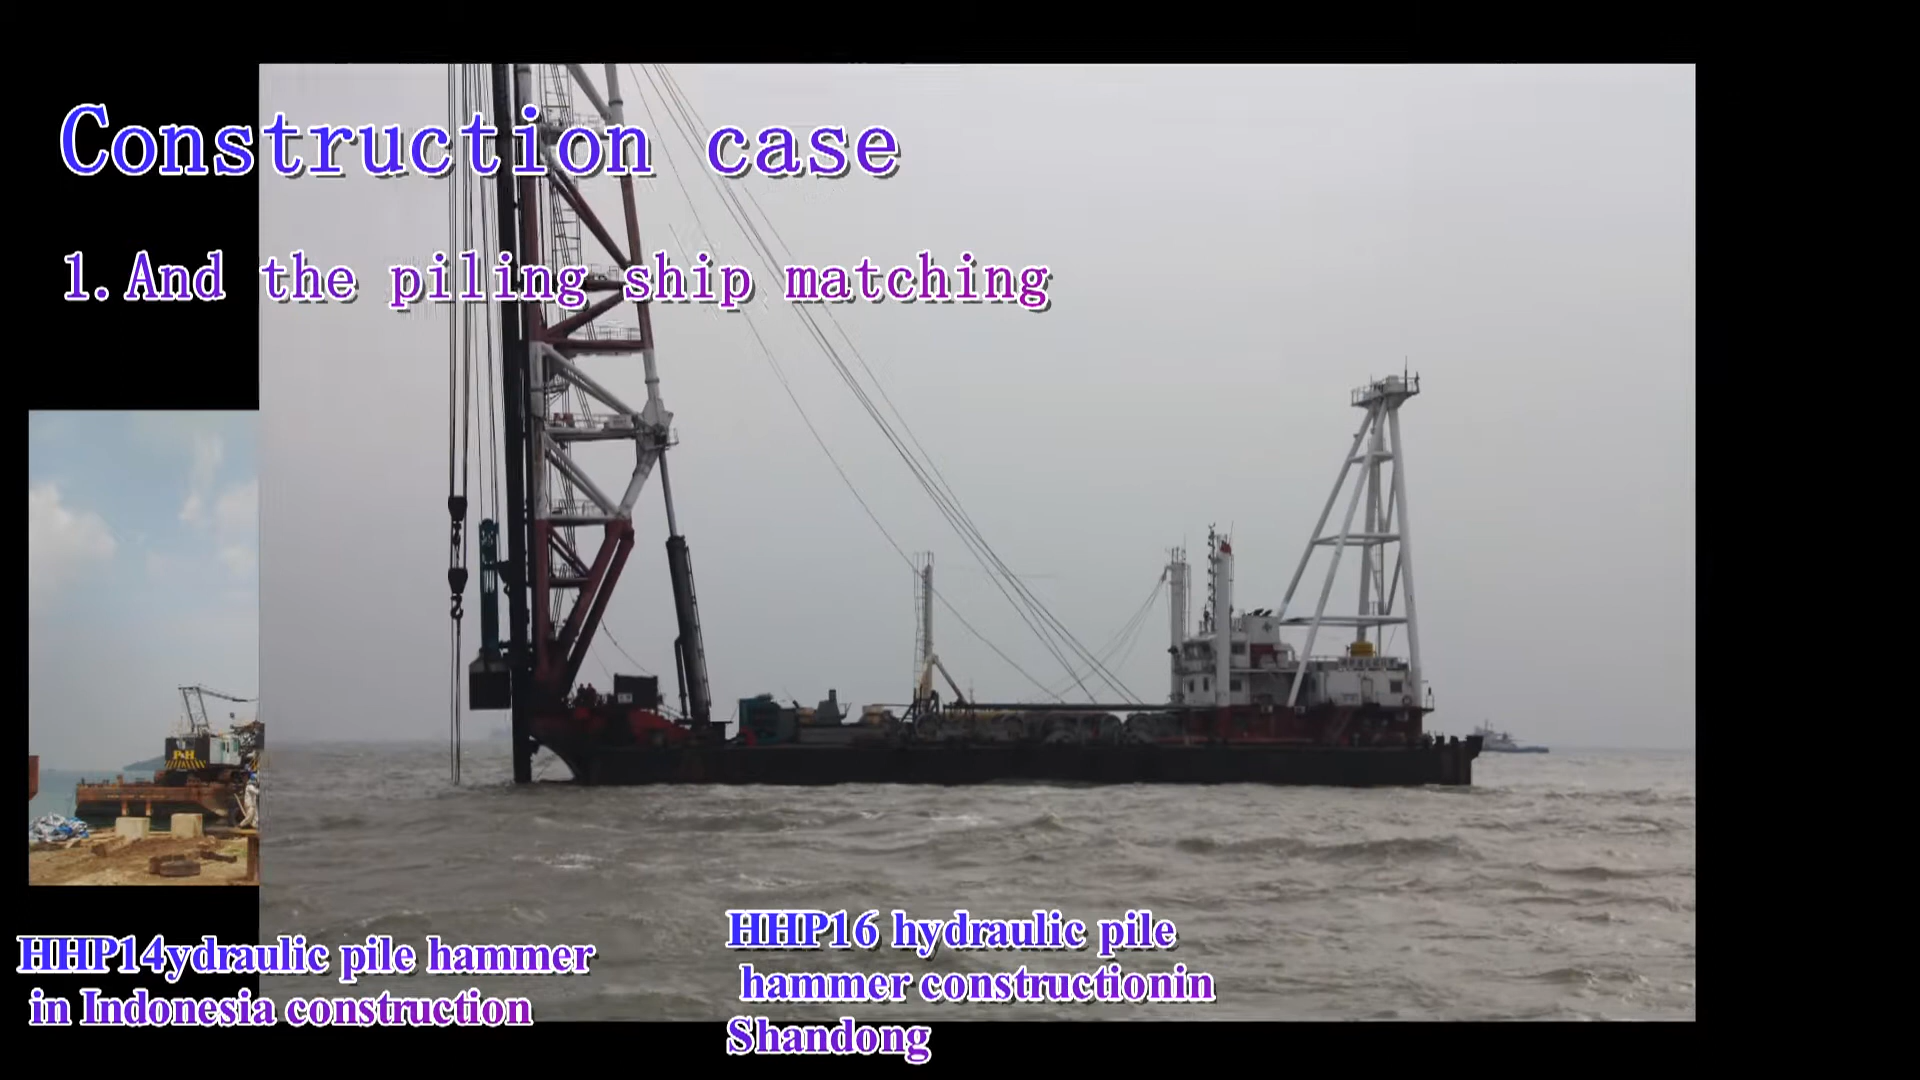 Construction case
1.And the piling ship matching
P&H
HHP14ydraulic pile hammer
in Indonesia construction
HHP16 hydraulic pile
hammer constructionin
Shandong